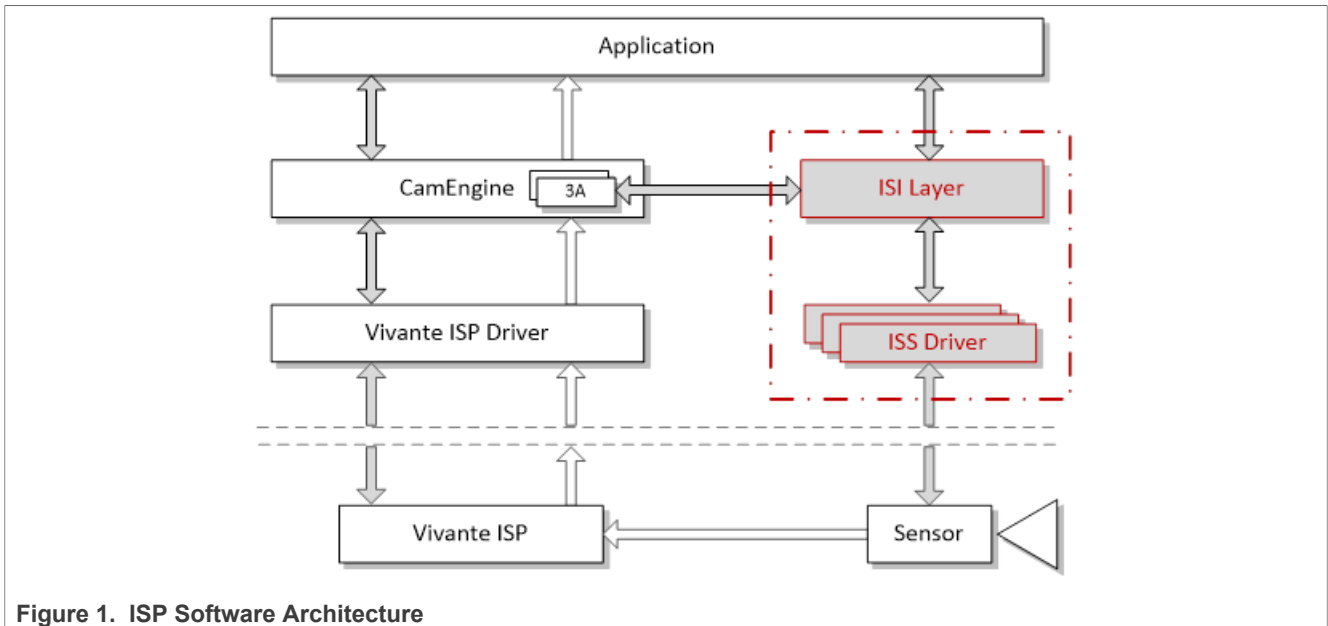 Application
CamEngine
3A
ISI Layer
Vivante ISP Driver
ISS Driver
Vivante ISP
Sensor
Figure 1. ISP Software Architecture